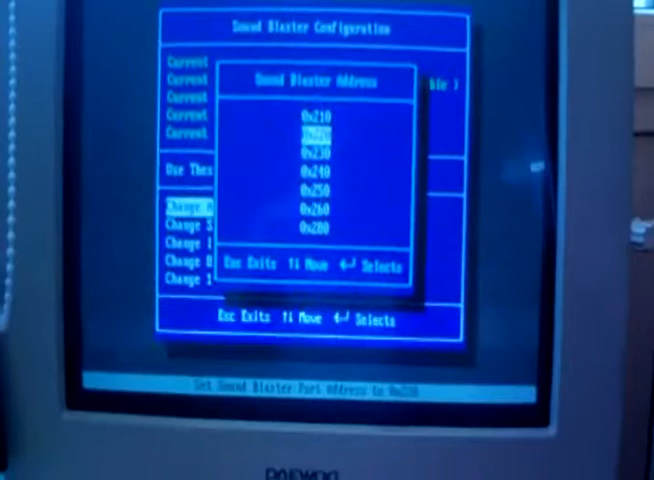 Sound Blaster Configuration
Current
Current
Current
Current
Current
ble )
Sound Blaster Address
0x210
0x220
0x230
0x240
0x250
0x260
0x280
Esc Exits ↑↓ Move ↵ Selects
Use Thes
Change
Change S
Change I
Change
Change 1
Esc Exits ↑↓ Move ↵ Selects
Set Sound Blaster Port Address to
DAEWOO